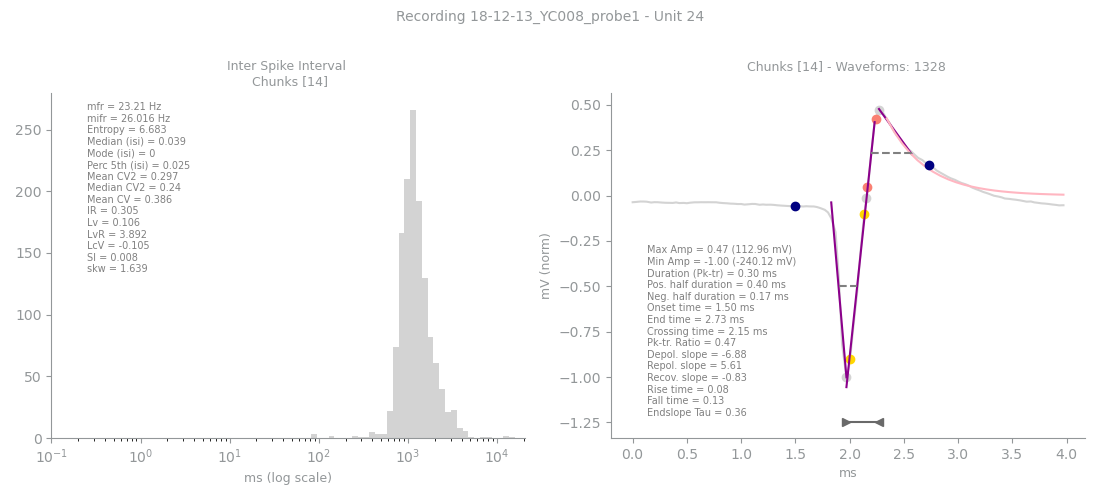 Recording 18-12-13_YC008_probe1 - Unit 24
Inter Spike Interval
Chunks [14]
mfr = 23.21 Hz
mifr = 26.016 Hz
Entropy = 6.683
Median (isi) = 0.039
Mode (isi) = 0
Perc 5th (isi) = 0.025
Mean CV2 = 0.297
Median CV2 = 0.24
Mean CV = 0.386
IR = 0.305
Lv = 0.106
LvR = 3.892
LcV = -0.105
SI = 0.008
skw = 1.639
250
200
150
100
50
0
10^-1 10^0 10^1 10^2 10^3 10^4
ms (log scale)
Chunks [14] - Waveforms: 1328
mV (norm)
0.50
0.25
0.00
−0.25
−0.50
−0.75
−1.00
−1.25
Max Amp = 0.47 (112.96 mV)
Min Amp = -1.00 (-240.12 mV)
Duration (Pk-tr) = 0.30 ms
Pos. half duration = 0.40 ms
Neg. half duration = 0.17 ms
Onset time = 1.50 ms
End time = 2.73 ms
Crossing time = 2.15 ms
Pk-tr. Ratio = 0.47
Depol. slope = -6.88
Repol. slope = 5.61
Recov. slope = -0.83
Rise time = 0.08
Fall time = 0.13
Endslope Tau = 0.36
0.0 0.5 1.0 1.5 2.0 2.5 3.0 3.5 4.0
ms